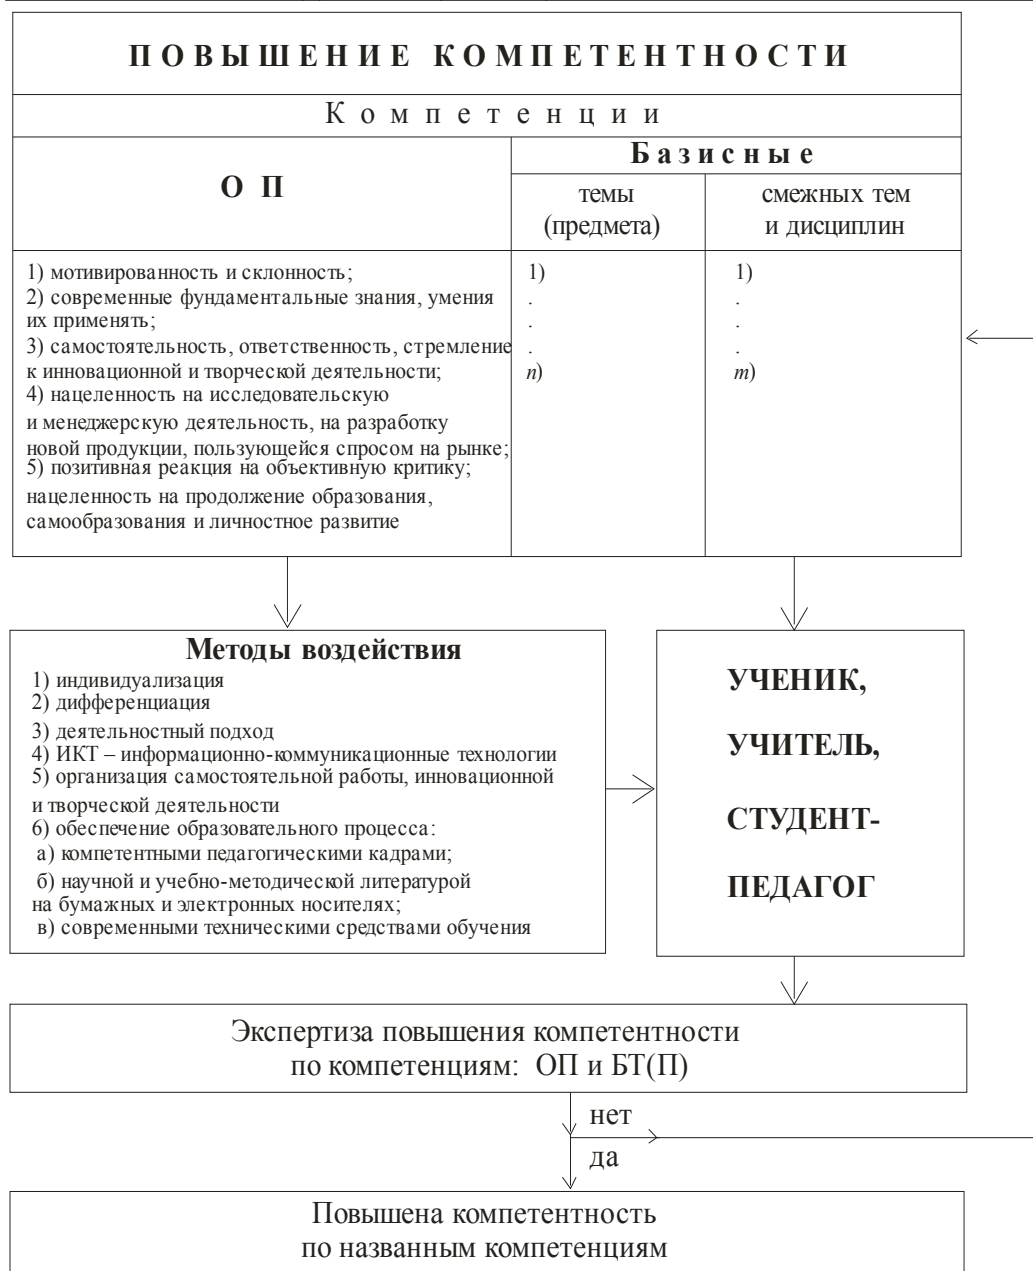 ПОВЫШЕНИЕ КОМПЕТЕНТНОСТИ
Компетенции
ОП
Базисные
темы
(предмета)
смежных тем
и дисциплин
1) мотивированность и склонность;
2) современные фундаментальные знания, умения
их применять;
3) самостоятельность, ответственность, стремление
к инновационной и творческой деятельности;
4) нацеленность на исследовательскую
и менеджерскую деятельность, на разработку
новой продукции, пользующейся спросом на рынке;
5) позитивная реакция на объективную критику;
нацеленность на продолжение образования,
самообразования и личностное развитие
1)
.
.
.
n)
1)
.
.
.
m)
Методы воздействия
1) индивидуализация
2) дифференциация
3) деятельностный подход
4) ИКТ – информационно-коммуникационные технологии
5) организация самостоятельной работы, инновационной
и творческой деятельности
6) обеспечение образовательного процесса:
а) компетентными педагогическими кадрами;
б) научной и учебно-методической литературой
на бумажных и электронных носителях;
в) современными техническими средствами обучения
УЧЕНИК,
УЧИТЕЛЬ,
СТУДЕНТ-
ПЕДАГОГ
Экспертиза повышения компетентности
по компетенциям: ОП и БТ(П)
нет
да
Повышена компетентность
по названным компетенциям